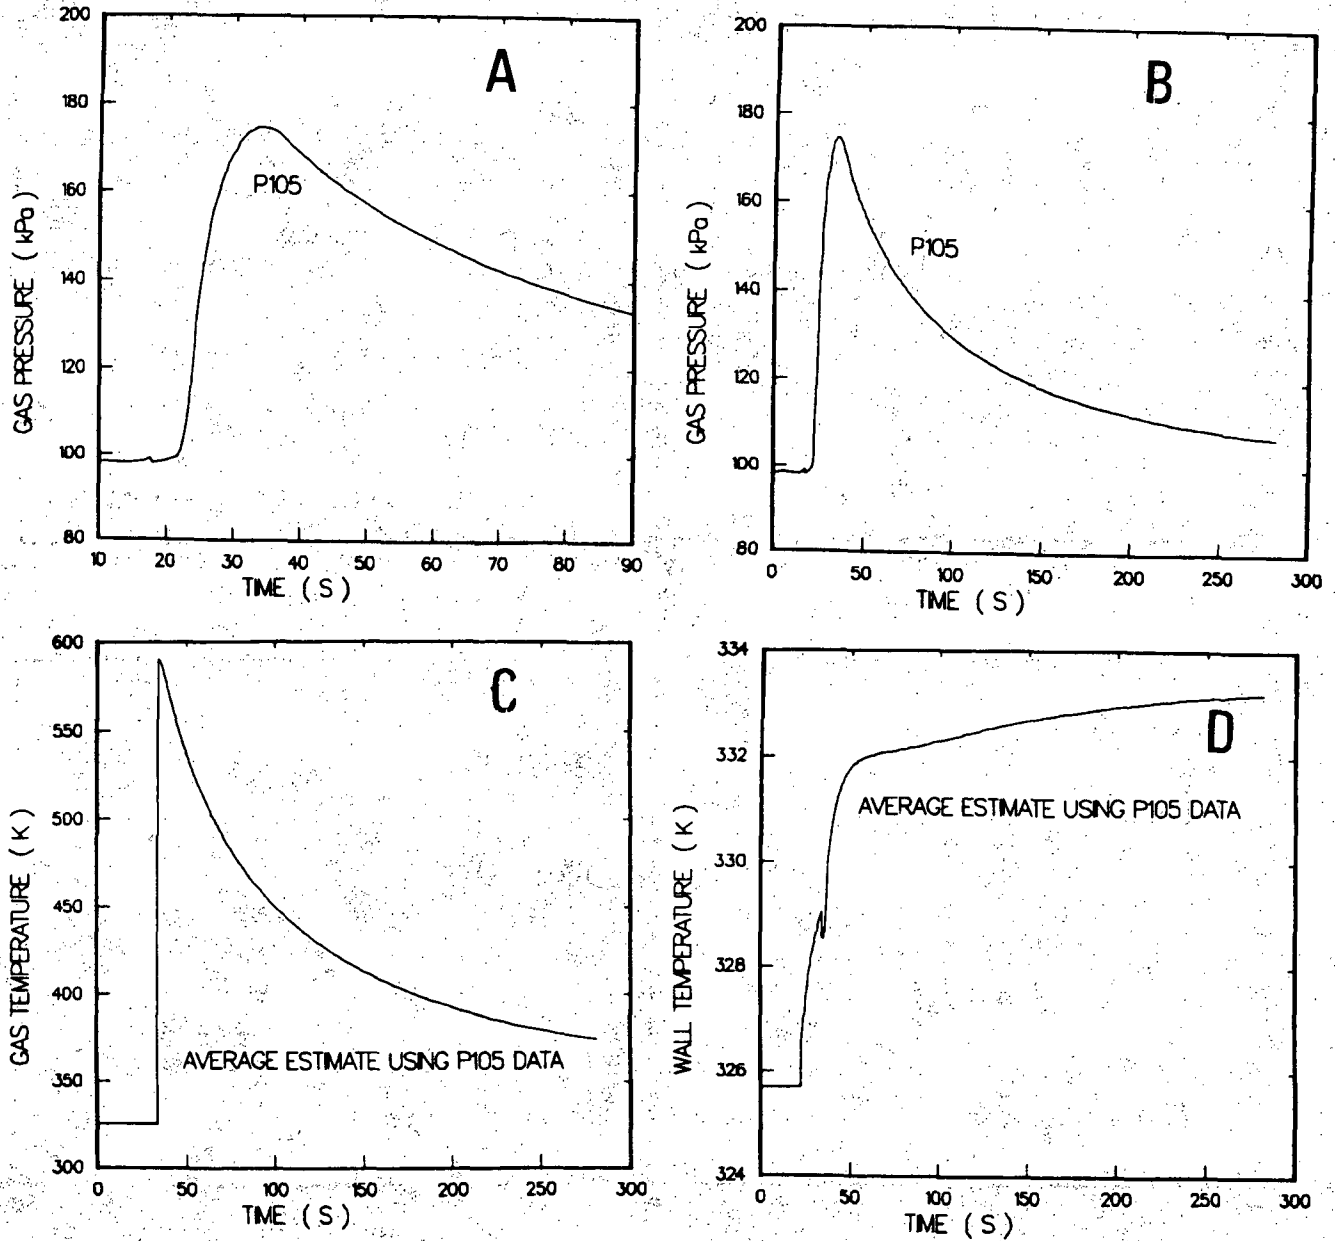 A
200
180
160
140
120
100
80
GAS PRESSURE ( kPa )
P105
10 20 30 40 50 60 70 80 90
TIME ( S )
B
200
180
160
140
120
100
80
GAS PRESSURE ( kPa )
P105
0 50 100 150 200 250 300
TIME ( S )
C
600
550
500
450
400
350
300
GAS TEMPERATURE ( K )
AVERAGE ESTIMATE USING P105 DATA
0 50 100 150 200 250 300
TIME ( S )
D
334
332
330
328
326
324
WALL TEMPERATURE ( K )
AVERAGE ESTIMATE USING P105 DATA
0 50 100 150 200 250 300
TIME ( S )